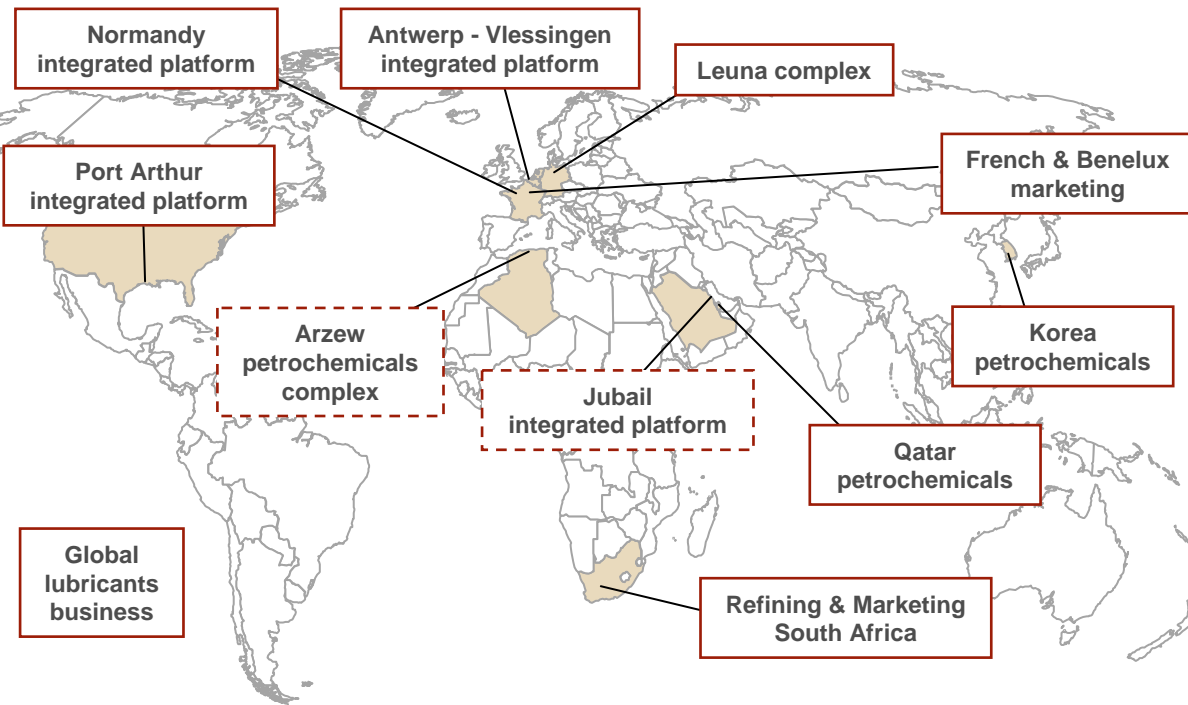 Normandy
integrated platform
Antwerp - Vlessingen
integrated platform
Leuna complex
Port Arthur
integrated platform
French & Benelux
marketing
Arzew
petrochemicals
complex
Jubail
integrated platform
Korea
petrochemicals
Qatar
petrochemicals
Global
lubricants
business
Refining & Marketing
South Africa